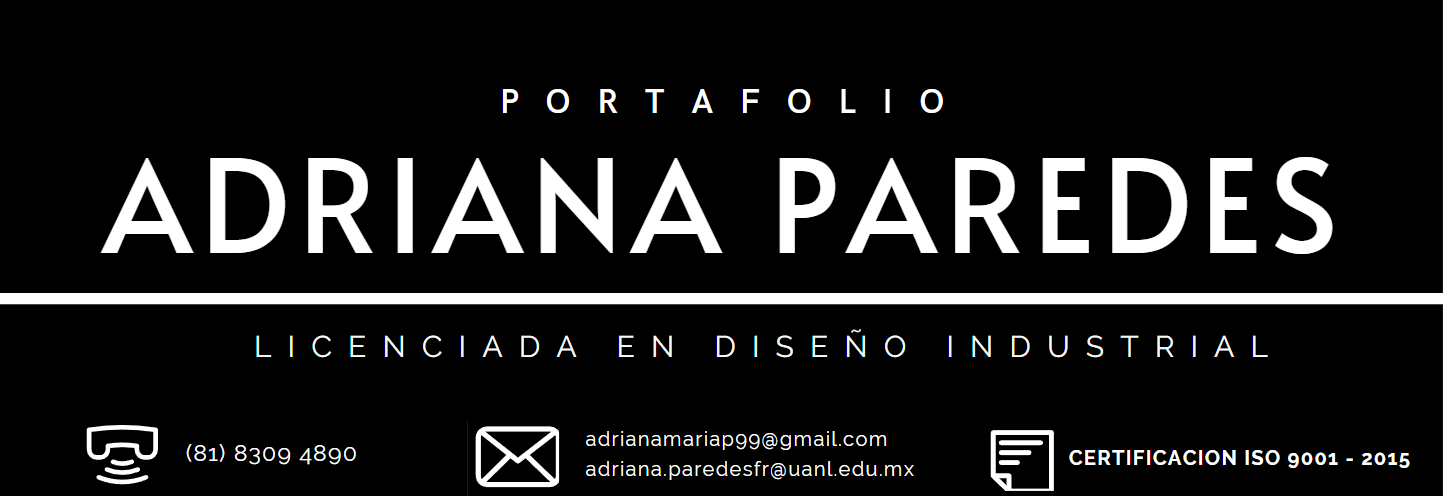 PORTAFOLIO
ADRIANA PAREDES
LICENCIADA EN DISEÑO INDUSTRIAL
(81) 8309 4890
adrianamariap99@gmail.com
adriana.paredesfr@uanl.edu.mx
CERTIFICACION ISO 9001 - 2015